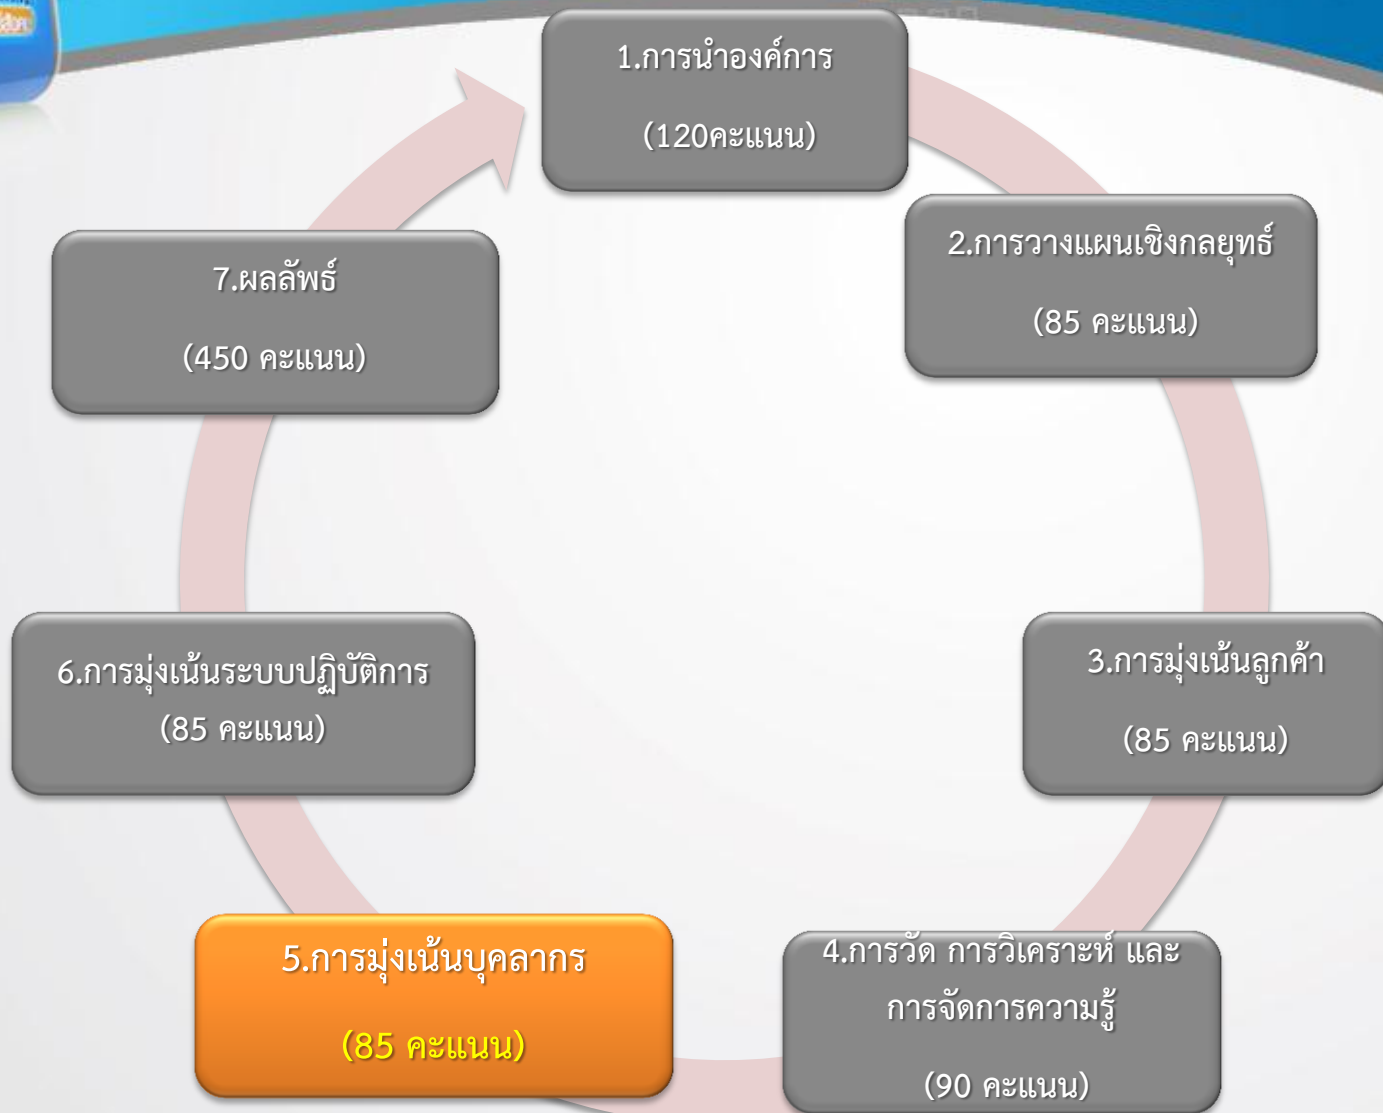 1.การนำองค์การ
(120คะแนน)
2.การวางแผนเชิงกลยุทธ์
(85 คะแนน)
3.การมุ่งเน้นลูกค้า
(85 คะแนน)
4.การวัด การวิเคราะห์ และ
การจัดการความรู้
(90 คะแนน)
5.การมุ่งเน้นบุคลากร
(85 คะแนน)
6.การมุ่งเน้นระบบปฏิบัติการ
(85 คะแนน)
7.ผลลัพธ์
(450 คะแนน)